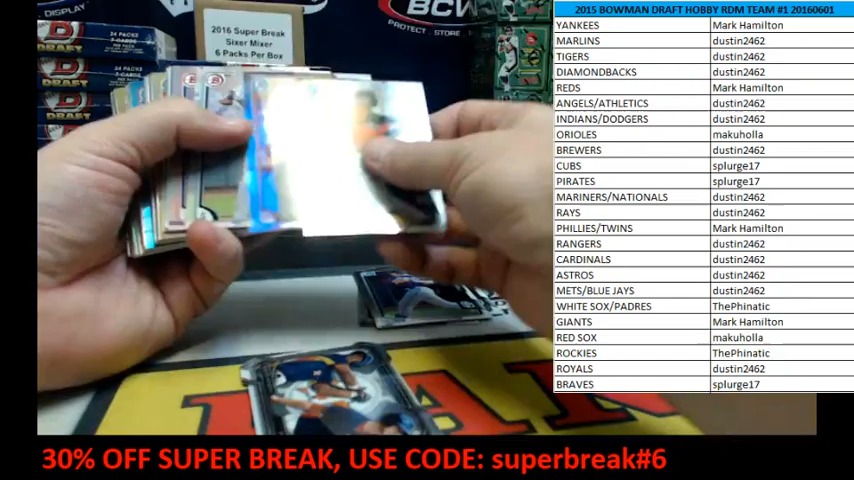 2015 BOWMAN DRAFT HOBBY RDM TEAM #1 20160601
YANKEES Mark Hamilton
MARLINS dustin2462
TIGERS dustin2462
DIAMONDBACKS dustin2462
REDS Mark Hamilton
ANGELS/ATHLETICS dustin2462
INDIANS/DODGERS dustin2462
ORIOLES makuholla
BREWERS dustin2462
CUBS splurge17
PIRATES splurge17
MARINERS/NATIONALS dustin2462
RAYS dustin2462
PHILLIES/TWINS Mark Hamilton
RANGERS dustin2462
CARDINALS dustin2462
ASTROS dustin2462
METS/BLUE JAYS dustin2462
WHITE SOX/PADRES ThePhinatic
GIANTS Mark Hamilton
RED SOX makuholla
ROCKIES ThePhinatic
ROYALS dustin2462
BRAVES splurge17
DISPLAY
DRAFT
DRAFT
2016 Super Break
Sixer Mixer
6 Packs Per Box
BCW
PROTECT . STORE .
30% OFF SUPER BREAK, USE CODE: superbreak#6